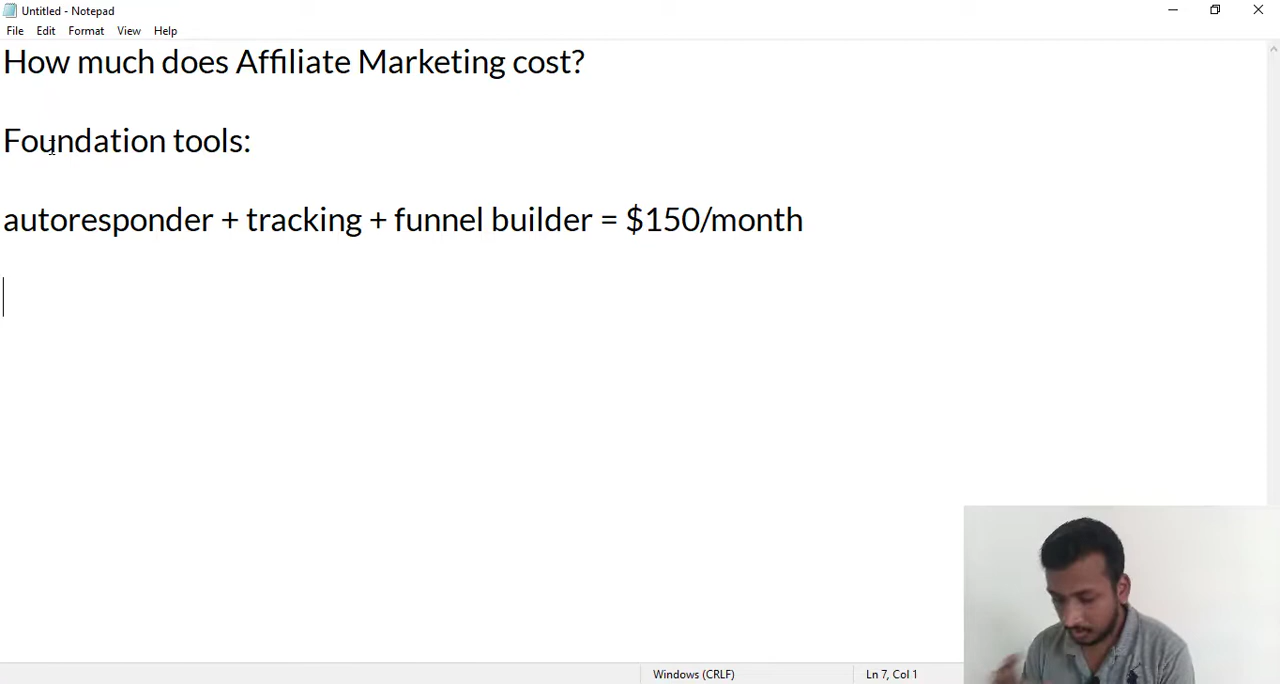 Untitled - Notepad
File Edit Format View Help
How much does Affiliate Marketing cost?
Foundation tools:
autoresponder + tracking + funnel builder = $150/month
Windows (CRLF) Ln 7, Col 1